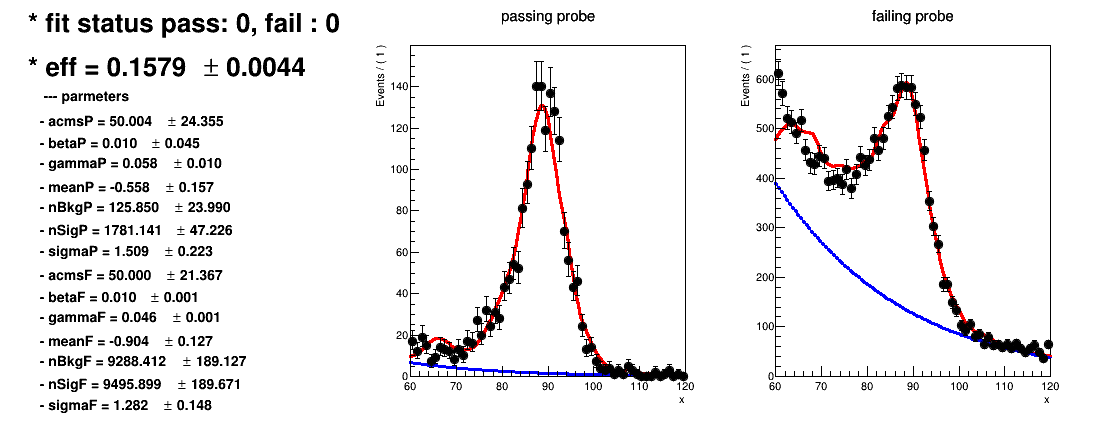 * fit status pass: 0, fail : 0
* eff = 0.1579 ± 0.0044
--- parmeters
- acmsP = 50.004 ± 24.355
- betaP = 0.010 ± 0.045
- gammaP = 0.058 ± 0.010
- meanP = -0.558 ± 0.157
- nBkgP = 125.850 ± 23.990
- nSigP = 1781.141 ± 47.226
- sigmaP = 1.509 ± 0.223
- acmsF = 50.000 ± 21.367
- betaF = 0.010 ± 0.001
- gammaF = 0.046 ± 0.001
- meanF = -0.904 ± 0.127
- nBkgF = 9288.412 ± 189.127
- nSigF = 9495.899 ± 189.671
- sigmaF = 1.282 ± 0.148
passing probe
Events / ( 1 )
140
120
100
80
60
40
20
0
60 70 80 90 100 110 120
x
failing probe
Events / ( 1 )
600
500
400
300
200
100
0
60 70 80 90 100 110 120
x